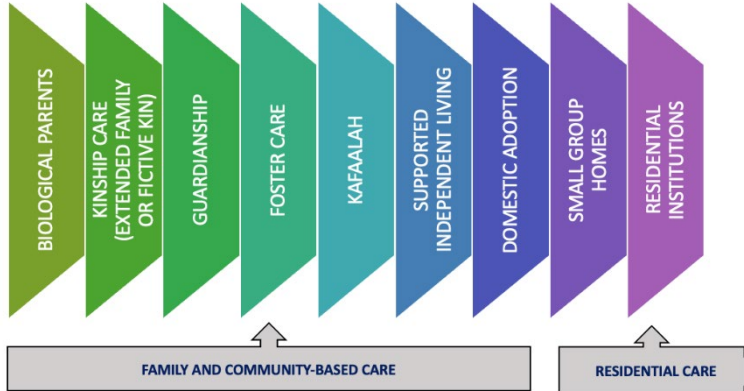 BIOLOGICAL PARENTS
KINSHIP CARE
(EXTENDED FAMILY
OR FICTIVE KIN)
GUARDIANSHIP
FOSTER CARE
KAFAALAH
SUPPORTED
INDEPENDENT LIVING
DOMESTIC ADOPTION
SMALL GROUP
HOMES
RESIDENTIAL
INSTITUTIONS
FAMILY AND COMMUNITY-BASED CARE
RESIDENTIAL CARE